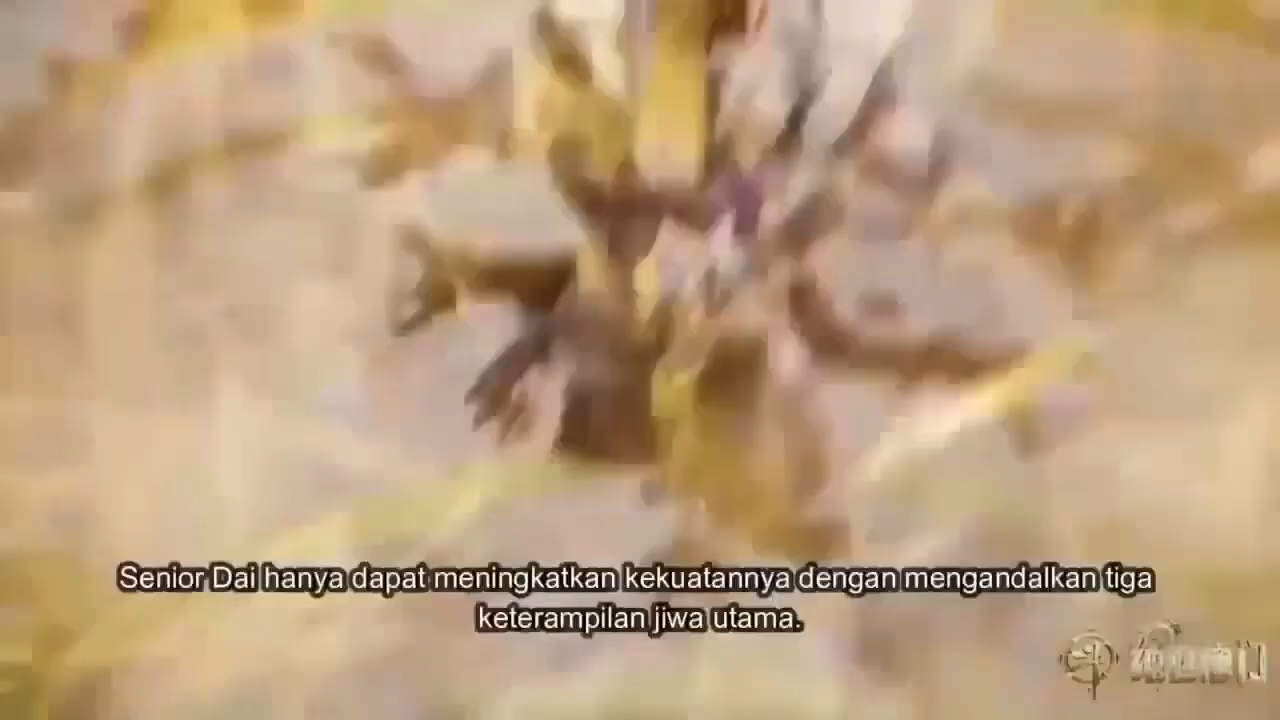 Senior Dai hanya dapat meningkatkan kekuatannya dengan mengandalkan tiga
keterampilan jiwa utama.